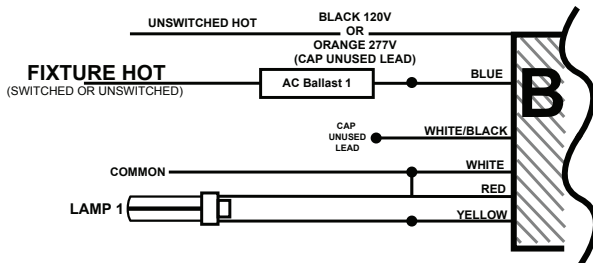 UNSWITCHED HOT
BLACK 120V
OR
ORANGE 277V
(CAP UNUSED LEAD)
FIXTURE HOT
(SWITCHED OR UNSWITCHED)
AC Ballast 1
BLUE
B
CAP
UNUSED
LEAD
WHITE/BLACK
COMMON
WHITE
RED
LAMP 1
YELLOW